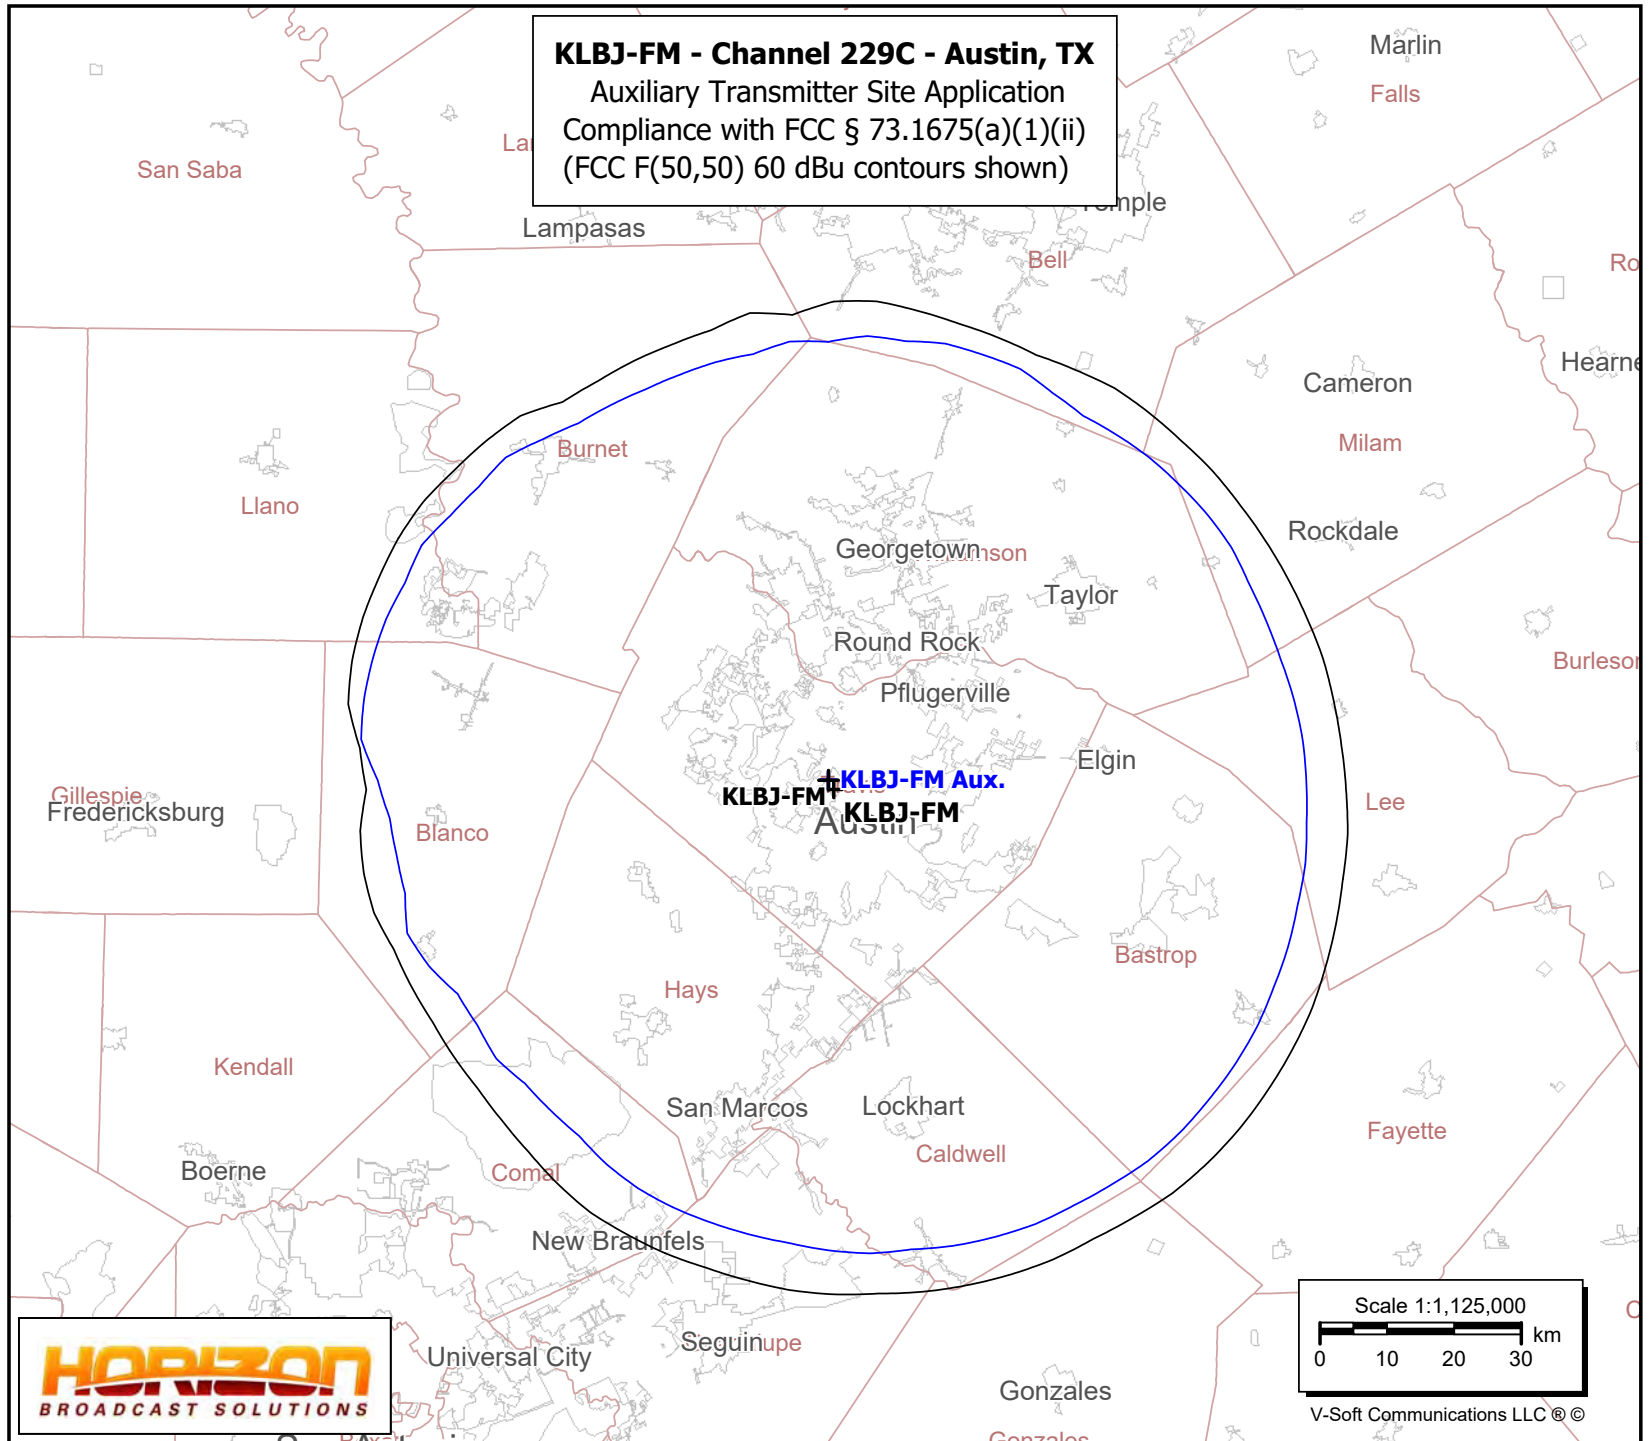 KLBJ-FM - Channel 229C - Austin, TX
Auxiliary Transmitter Site Application
Compliance with FCC § 73.1675(a)(1)(ii)
(FCC F(50,50) 60 dBu contours shown)
Marlin
Falls
San Saba
Lampasas
Bell
Cameron
Hearne
Burnet
Milam
Llano
Rockdale
Georgetown
Taylor
Round Rock
Burleson
Pflugerville
Elgin
KLBJ-FM Aux.
KLBJ-FM
KLBJ-FM
Austin
Gillespie
Fredericksburg
Blanco
Lee
Bastrop
Hays
Kendall
San Marcos
Lockhart
Fayette
Caldwell
Boerne
Comal
New Braunfels
Seguin
Universal City
Gonzales
Gonzales
Scale 1:1,125,000
km
0 10 20 30
V-Soft Communications LLC ® ©
HORIZON
BROADCAST SOLUTIONS